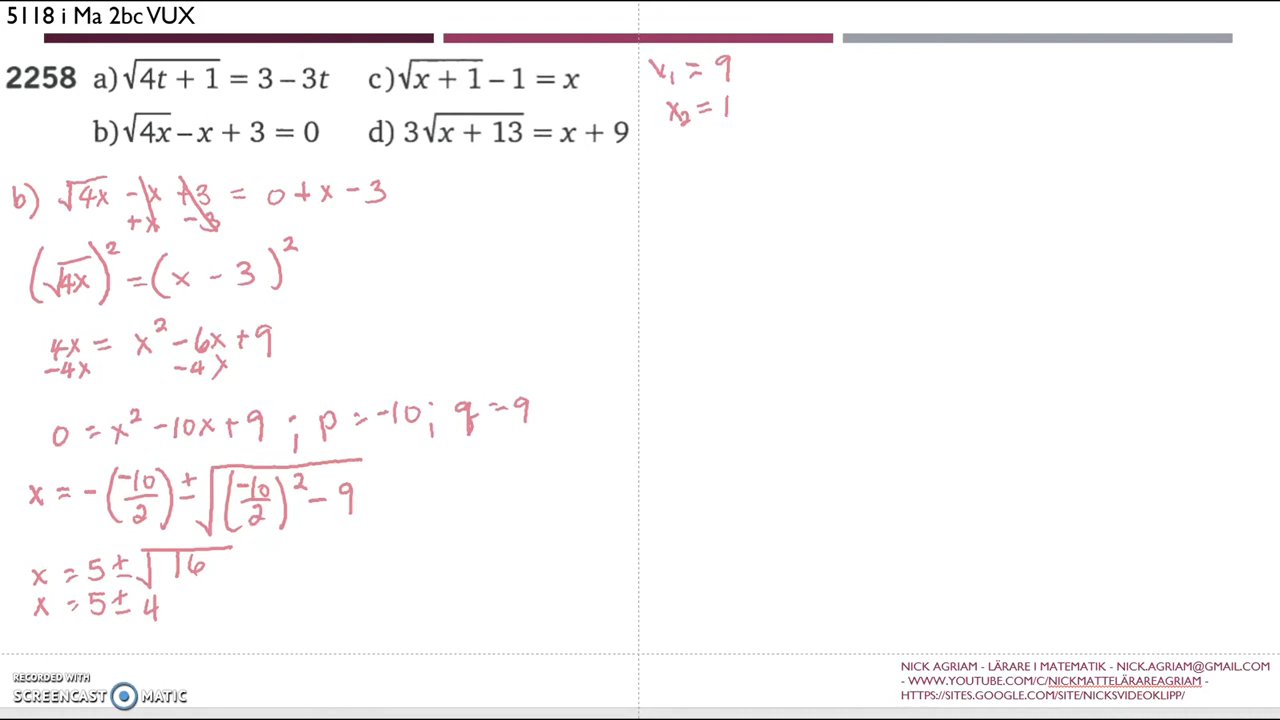 5118 i Ma 2bc VUX
2258 a) √4t + 1 = 3 – 3t c) √x + 1 – 1 = x
b) √4x – x + 3 = 0 d) 3√x + 13 = x + 9
b) √4x - x + 3 = 0 + x - 3
+x - 3
(√4x)² = (x - 3)²
4x = x² - 6x + 9
-4x -4x
0 = x² - 10x + 9 ; p = -10 ; q = 9
x = - (-10/2) ± √(-10/2)² - 9
x = 5 ± √16
x = 5 ± 4
x₁ = 9
x₂ = 1
RECORDED WITH
SCREENCAST MATIC
NICK AGRIAM - LÄRARE I MATEMATIK - NICK.AGRIAM@GMAIL.COM
- WWW.YOUTUBE.COM/C/NICKMATTELÄRAREAGRIAM -
HTTPS://SITES.GOOGLE.COM/SITE/NICKSVIDEOKLIPP/